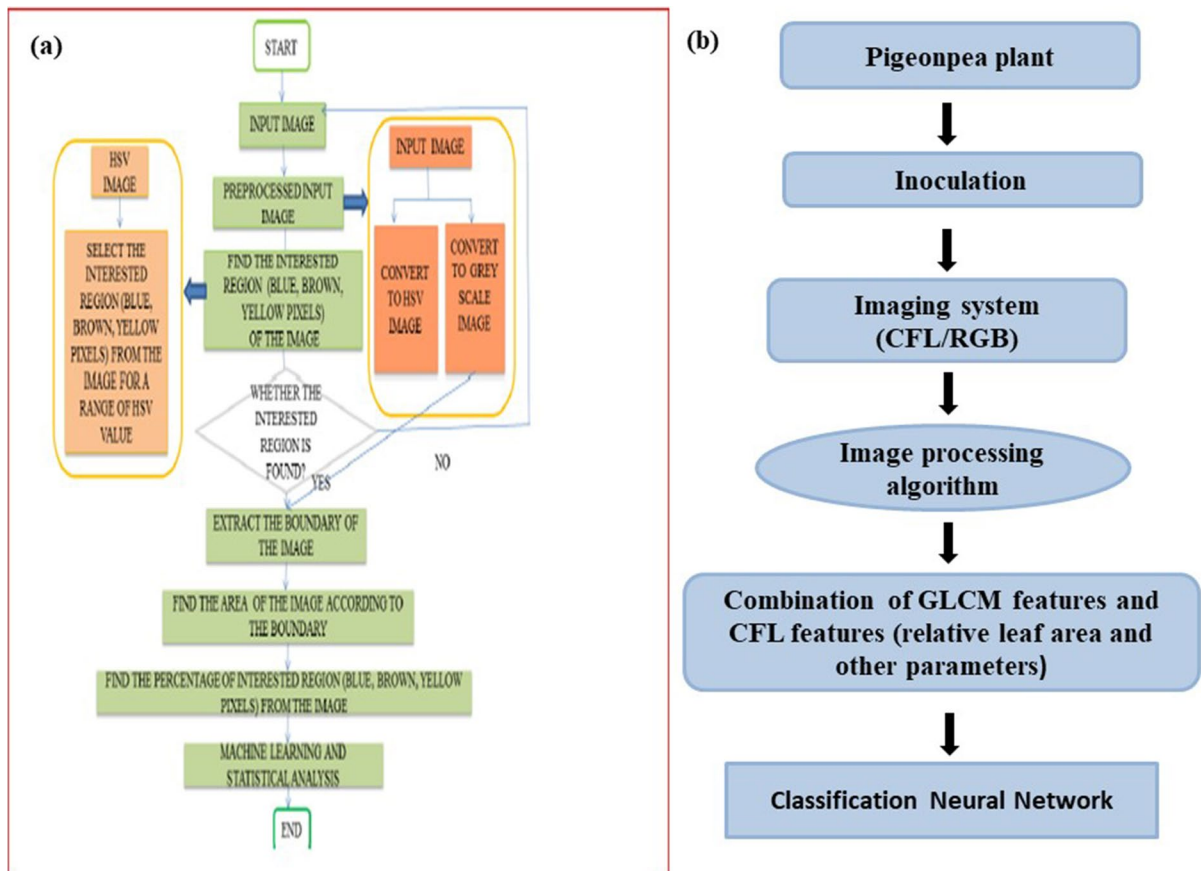 (a)
START
INPUT IMAGE
PREPROCESSED INPUT
IMAGE
FIND THE INTERESTED
REGION (BLUE, BROWN,
YELLOW PIXELS)
OF THE IMAGE
HSV
IMAGE
SELECT THE
INTERESTED
REGION (BLUE,
BROWN, YELLOW
PIXELS) FROM THE
IMAGE FOR A
RANGE OF HSV
VALUE
INPUT IMAGE
CONVERT
TO HSV
IMAGE
CONVERT
TO GREY
SCALE
IMAGE
WHETHER THE
INTERESTED
REGION IS
FOUND?
NO
YES
EXTRACT THE BOUNDARY OF
THE IMAGE
FIND THE AREA OF THE IMAGE ACCORDING TO
THE BOUNDARY
FIND THE PERCENTAGE OF INTERESTED REGION (BLUE, BROWN, YELLOW
PIXELS) FROM THE IMAGE
MACHINE LEARNING AND
STATISTICAL ANALYSIS
END
(b)
Pigeonpea plant
Inoculation
Imaging system
(CFL/RGB)
Image processing
algorithm
Combination of GLCM features and
CFL features (relative leaf area and
other parameters)
Classification Neural Network